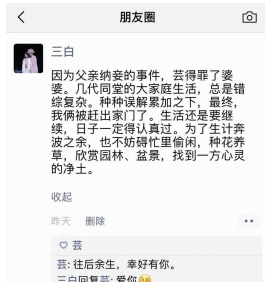 朋友圈
三白
因为父亲纳妾的事件，芸得罪了婆
婆。几代同堂的大家庭生活，总是错
综复杂。种种误解累加之下，最终，
我俩被赶出家门了。生活还是要继
续，日子一定得认真过。为了生计奔
波之余，也不妨碍忙里偷闲，种花养
草，欣赏园林、盆景，找到一方心灵
的净土。
收起
昨天 删除
芸
芸: 往后余生，幸好有你。
三白回复芸: 爱你